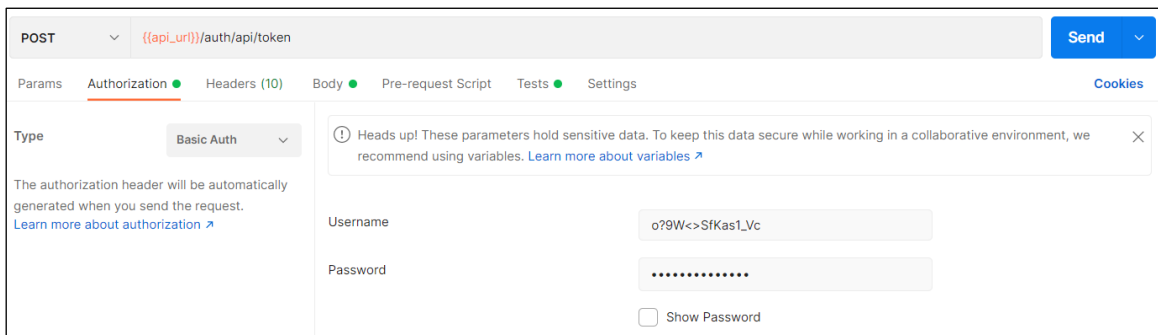 POST {{api_url}}/auth/api/token Send
Params Authorization Headers (10) Body Pre-request Script Tests Settings Cookies
Type Basic Auth
The authorization header will be automatically
generated when you send the request.
Learn more about authorization ↗
Heads up! These parameters hold sensitive data. To keep this data secure while working in a collaborative environment, we
recommend using variables. Learn more about variables ↗
Username o?9W<>SfKas1_Vc
Password ••••••••••••••
Show Password